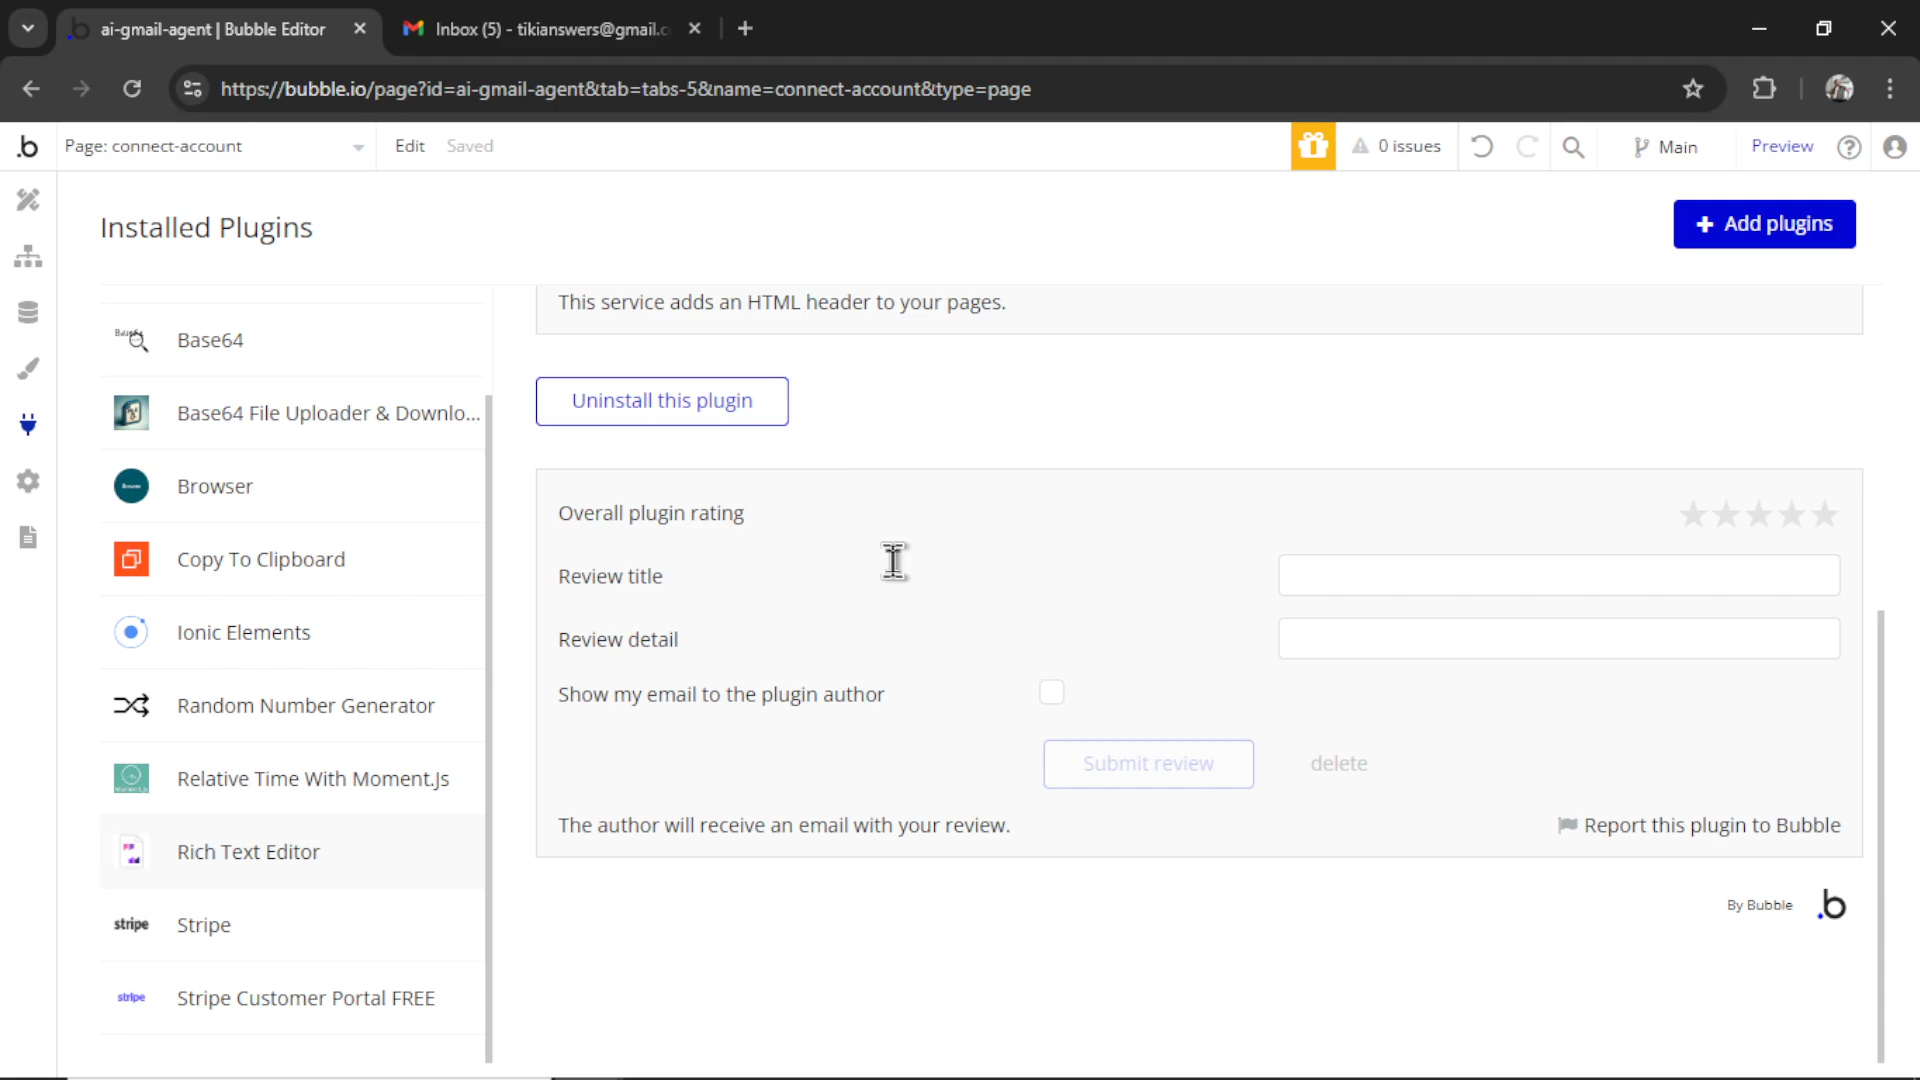 ai-gmail-agent | Bubble Editor
Inbox (5) - tikianswers@gmail.c
https://bubble.io/page?id=ai-gmail-agent&tab=tabs-5&name=connect-account&type=page
Page: connect-account
Edit
Saved
0 issues
Main
Preview
Installed Plugins
Add plugins
This service adds an HTML header to your pages.
Base64
Uninstall this plugin
Base64 File Uploader & Downlo...
Browser
Overall plugin rating
Copy To Clipboard
Review title
Ionic Elements
Review detail
Random Number Generator
Show my email to the plugin author
Relative Time With Moment.Js
Submit review
delete
Rich Text Editor
The author will receive an email with your review.
Report this plugin to Bubble
stripe
Stripe
By Bubble
stripe
Stripe Customer Portal FREE